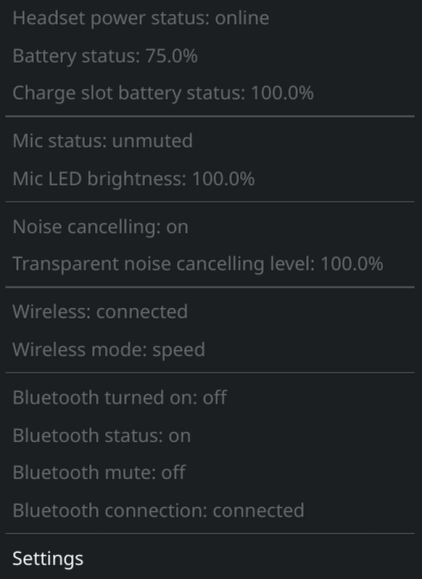 Headset power status: online
Battery status: 75.0%
Charge slot battery status: 100.0%
Mic status: unmuted
Mic LED brightness: 100.0%
Noise cancelling: on
Transparent noise cancelling level: 100.0%
Wireless: connected
Wireless mode: speed
Bluetooth turned on: off
Bluetooth status: on
Bluetooth mute: off
Bluetooth connection: connected
Settings